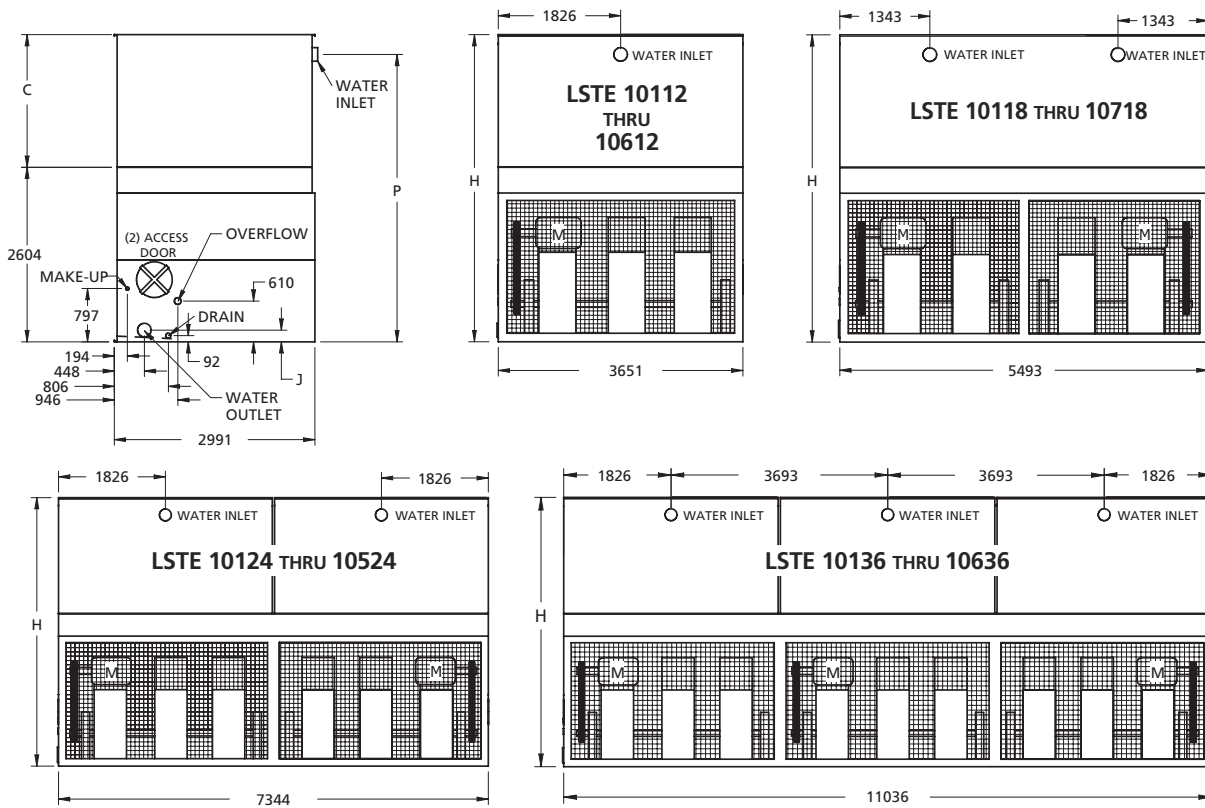 C
2604
(2) ACCESS
DOOR
MAKE-UP
797
194
448
806
946
OVERFLOW
610
DRAIN
92
J
WATER
OUTLET
WATER
INLET
P
2991
1826
WATER INLET
LSTE 10112
THRU
10612
H
M
3651
1343
1343
WATER INLET
WATER INLET
LSTE 10118 THRU 10718
H
M
M
5493
1826
1826
WATER INLET
WATER INLET
LSTE 10124 THRU 10524
H
M
M
7344
1826
3693
3693
1826
WATER INLET
WATER INLET
WATER INLET
LSTE 10136 THRU 10636
H
M
M
M
11036